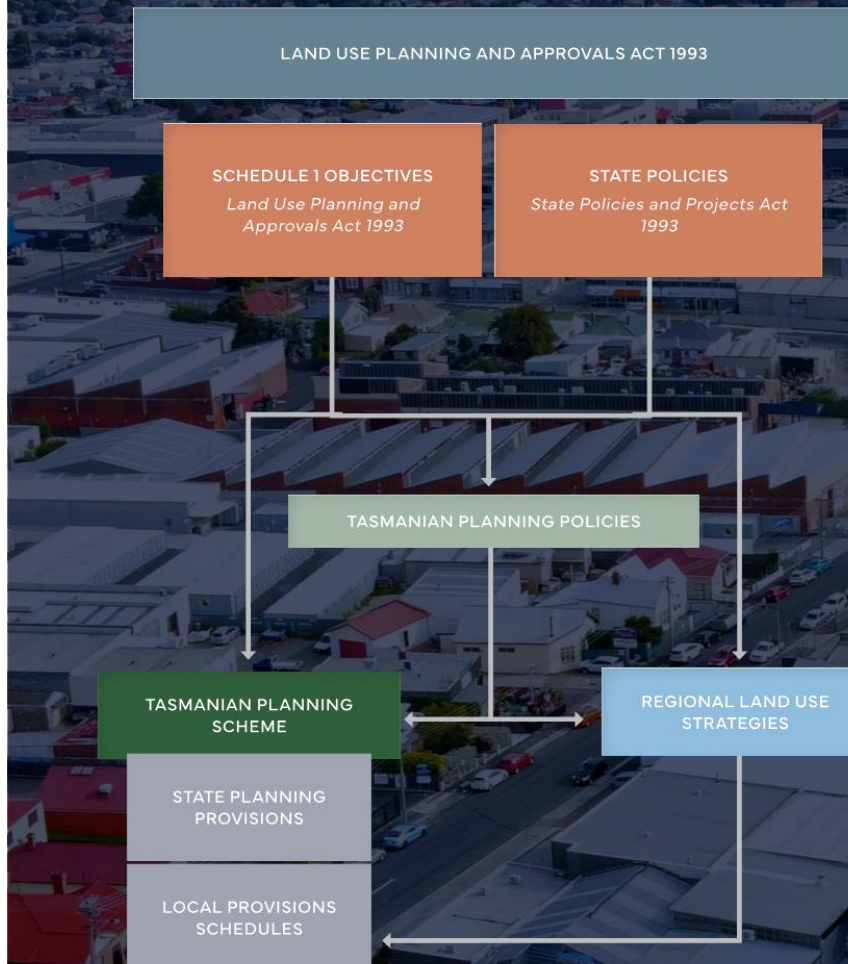 LAND USE PLANNING AND APPROVALS ACT 1993
SCHEDULE 1 OBJECTIVES
Land Use Planning and
Approvals Act 1993
STATE POLICIES
State Policies and Projects Act
1993
TASMANIAN PLANNING POLICIES
TASMANIAN PLANNING
SCHEME
REGIONAL LAND USE
STRATEGIES
STATE PLANNING
PROVISIONS
LOCAL PROVISIONS
SCHEDULES